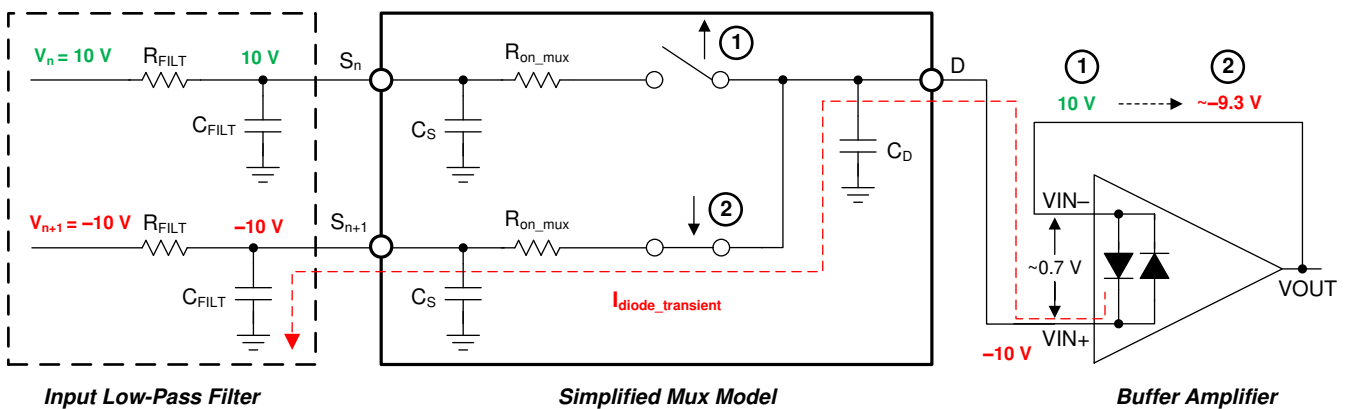 Vn = 10 V
RFILT
10 V
Sn
Ron_mux
1
D
1
2
10 V
~–9.3 V
CFILT
CS
CD
Vn+1 = –10 V
RFILT
–10 V
Sn+1
Ron_mux
2
VIN–
~0.7 V
VOUT
CFILT
CS
Idiode_transient
VIN+
–10 V
Input Low-Pass Filter
Simplified Mux Model
Buffer Amplifier